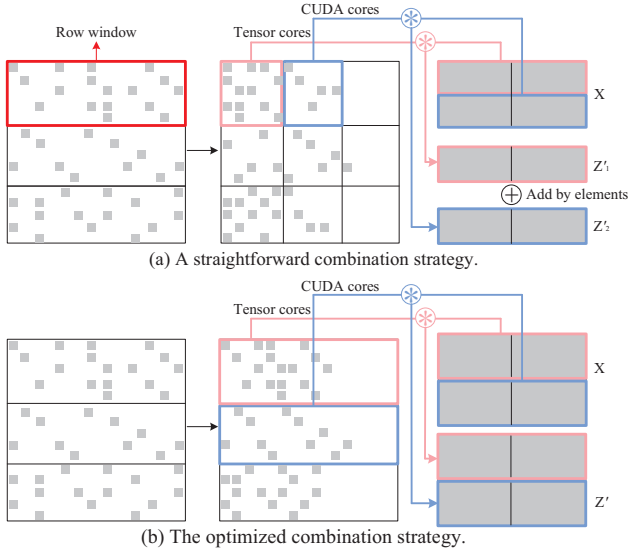 Row window
CUDA cores
Tensor cores
X
Z'₁
Add by elements
Z'₂
(a) A straightforward combination strategy.
CUDA cores
Tensor cores
X
Z'
(b) The optimized combination strategy.